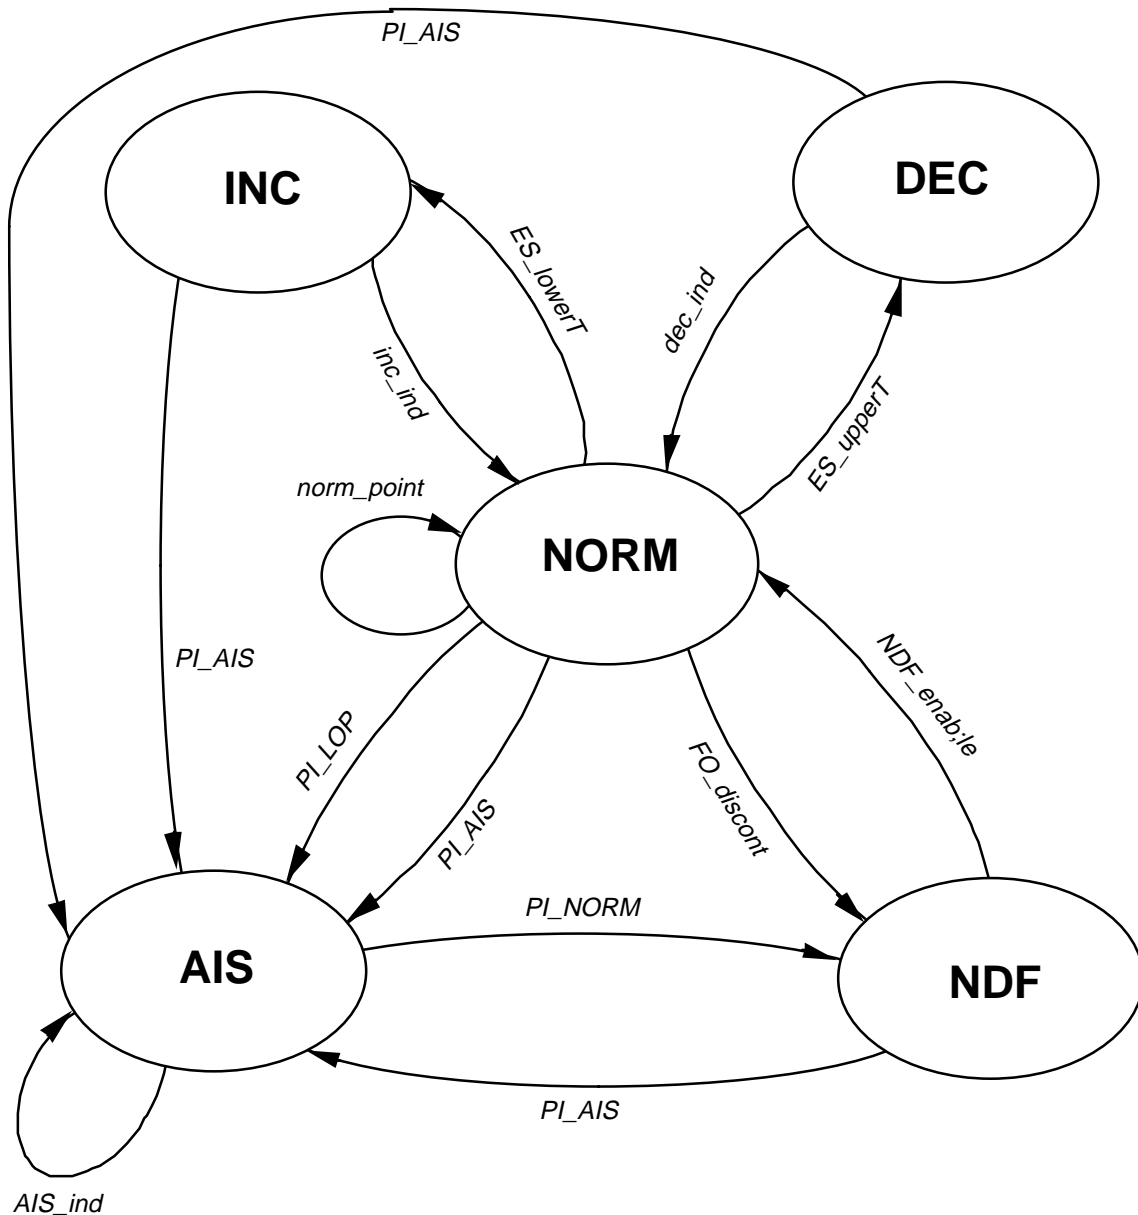 PI_AIS
INC
DEC
ES_lowerT
dec_ind
inc_ind
ES_upperT
norm_point
NORM
PI_AIS
NDF_enab;le
PI_LOP
FO_discont
PI_AIS
PI_NORM
AIS
NDF
PI_AIS
AIS_ind